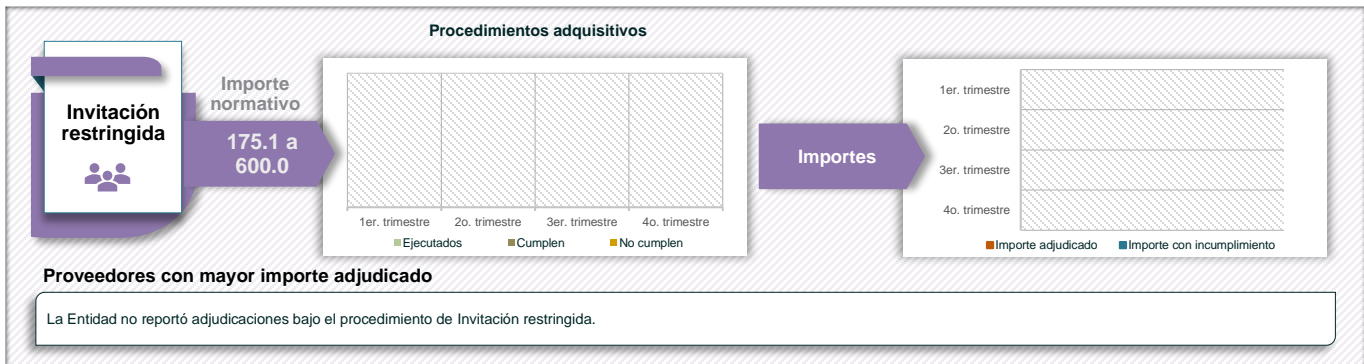 Procedimientos adquisitivos
Invitación
restringida
Importe
normativo
175.1 a
600.0
1er. trimestre
2o. trimestre
3er. trimestre
4o. trimestre
Ejecutados
Cumplen
No cumplen
Importes
1er. trimestre
2o. trimestre
3er. trimestre
4o. trimestre
Importe adjudicado
Importe con incumplimiento
Proveedores con mayor importe adjudicado
La Entidad no reportó adjudicaciones bajo el procedimiento de Invitación restringida.